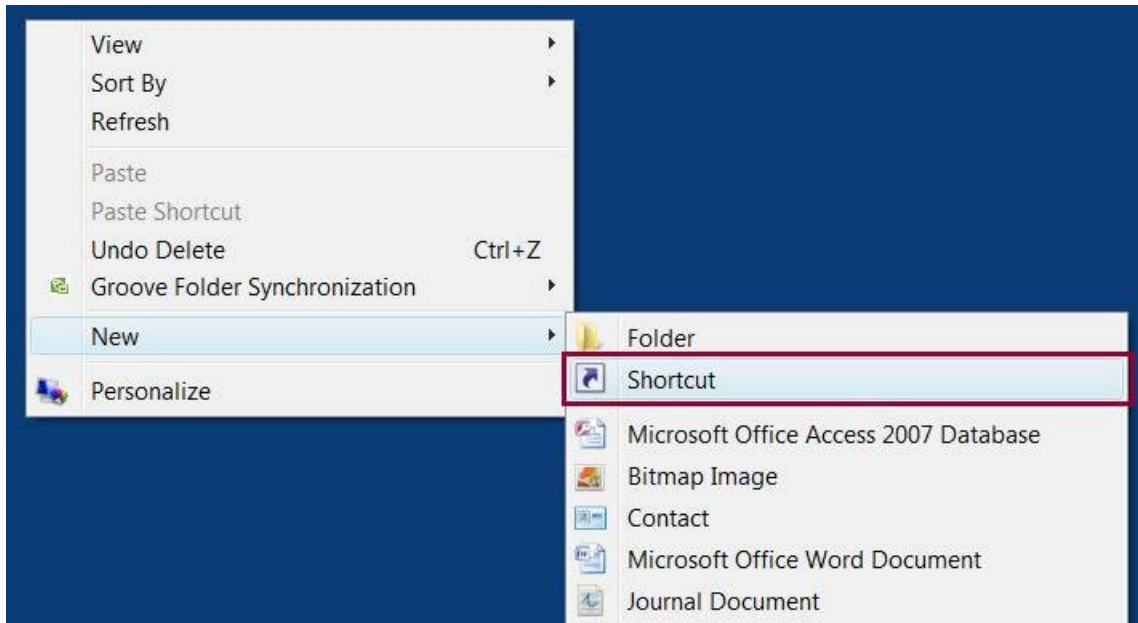 View
Sort By
Refresh
Paste
Paste Shortcut
Undo Delete Ctrl+Z
Groove Folder Synchronization
New
Personalize
Folder
Shortcut
Microsoft Office Access 2007 Database
Bitmap Image
Contact
Microsoft Office Word Document
Journal Document